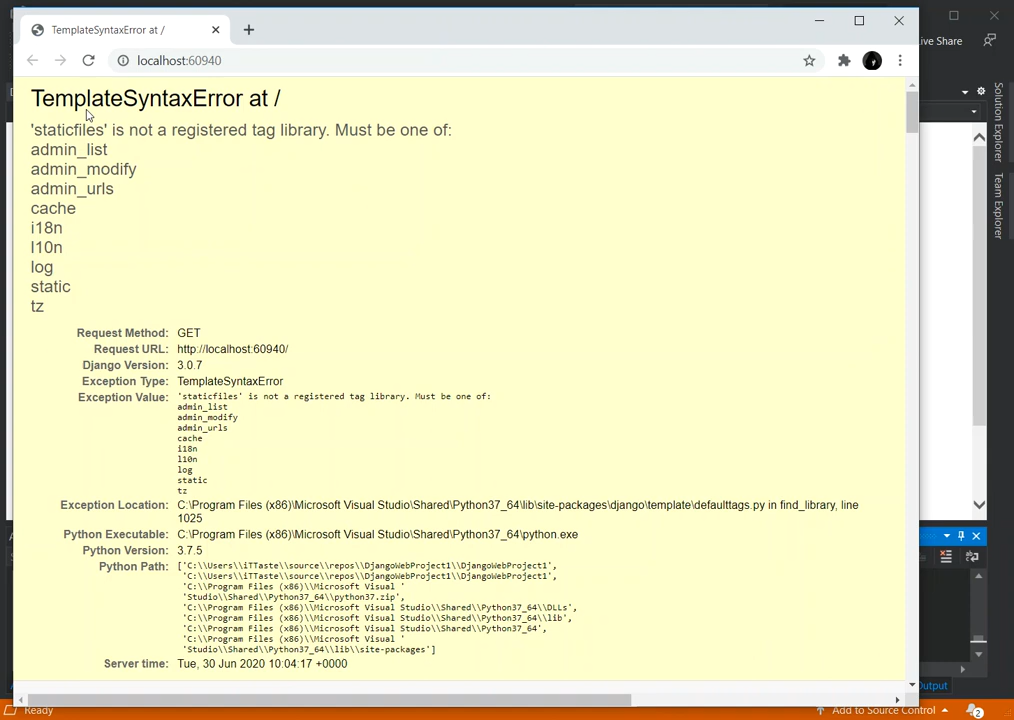 TemplateSyntaxError at /
ive Share
localhost:60940
TemplateSyntaxError at /
'staticfiles' is not a registered tag library. Must be one of:
admin_list
admin_modify
admin_urls
cache
i18n
l10n
log
static
tz
Request Method: GET
Request URL: http://localhost:60940/
Django Version: 3.0.7
Exception Type: TemplateSyntaxError
Exception Value: 'staticfiles' is not a registered tag library. Must be one of:
admin_list
admin_modify
admin_urls
cache
i18n
l10n
log
static
tz
Exception Location: C:\Program Files (x86)\Microsoft Visual Studio\Shared\Python37_64\lib\site-packages\django\template\defaulttags.py in find_library, line
1025
Python Executable: C:\Program Files (x86)\Microsoft Visual Studio\Shared\Python37_64\python.exe
Python Version: 3.7.5
Python Path: ['C:\\Users\\iTTaste\\source\\repos\\DjangoWebProject1\\DjangoWebProject1',
'C:\\Users\\iTTaste\\source\\repos\\DjangoWebProject1\\DjangoWebProject1',
'C:\\Program Files (x86)\\Microsoft Visual '
'Studio\\Shared\\Python37_64\\python37.zip',
'C:\\Program Files (x86)\\Microsoft Visual Studio\\Shared\\Python37_64\\DLLs',
'C:\\Program Files (x86)\\Microsoft Visual Studio\\Shared\\Python37_64\\lib',
'C:\\Program Files (x86)\\Microsoft Visual Studio\\Shared\\Python37_64',
'C:\\Program Files (x86)\\Microsoft Visual '
'Studio\\Shared\\Python37_64\\lib\\site-packages']
Server time: Tue, 30 Jun 2020 10:04:17 +0000
Solution Explorer
Team Explorer
Output
Ready
Add to Source Control
2